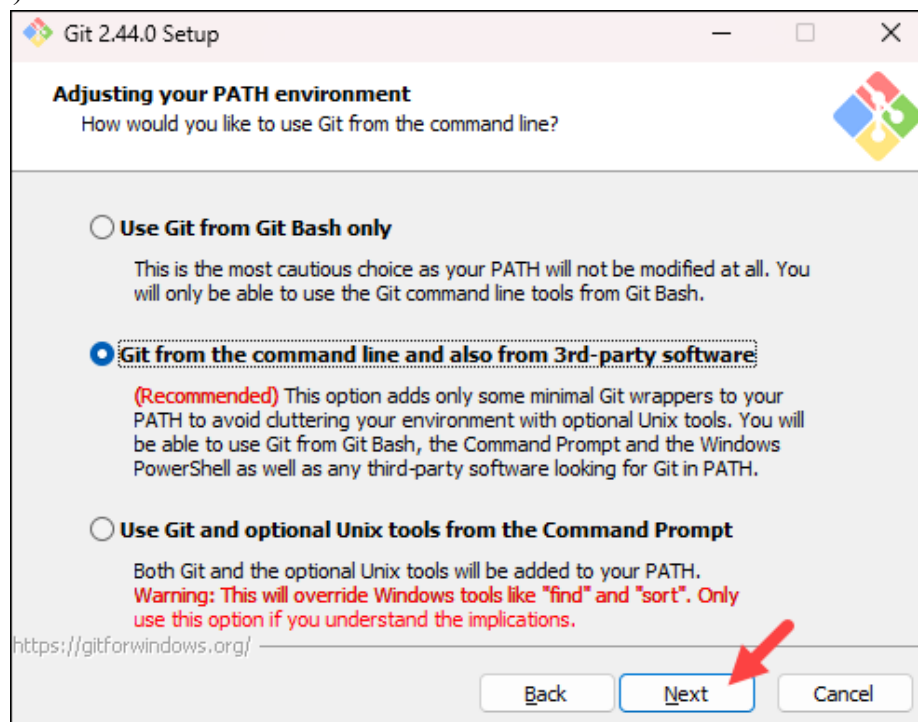 Git 2.44.0 Setup
Adjusting your PATH environment
How would you like to use Git from the command line?
Use Git from Git Bash only
This is the most cautious choice as your PATH will not be modified at all. You
will only be able to use the Git command line tools from Git Bash.
Git from the command line and also from 3rd-party software
(Recommended) This option adds only some minimal Git wrappers to your
PATH to avoid cluttering your environment with optional Unix tools. You will
be able to use Git from Git Bash, the Command Prompt and the Windows
PowerShell as well as any third-party software looking for Git in PATH.
Use Git and optional Unix tools from the Command Prompt
Both Git and the optional Unix tools will be added to your PATH.
Warning: This will override Windows tools like "find" and "sort". Only
use this option if you understand the implications.
https://gitforwindows.org/
Back Next Cancel